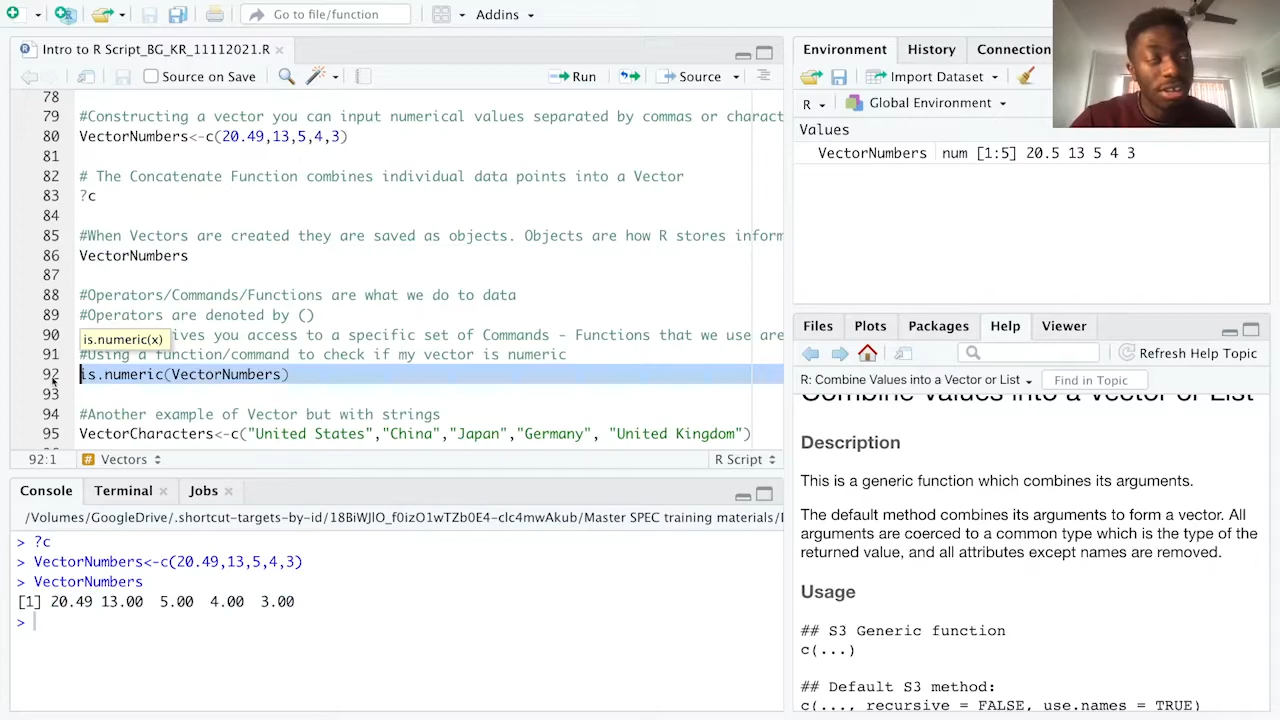 Go to file/function
Addins
Intro to R Script_BG_KR_11112021.R
Source on Save
Run
Source
78
79 #Constructing a vector you can input numerical values separated by commas or charact
80 VectorNumbers<-c(20.49,13,5,4,3)
81
82 # The Concatenate Function combines individual data points into a Vector
83 ?c
84
85 #When Vectors are created they are saved as objects. Objects are how R stores inform
86 VectorNumbers
87
88 #Operators/Commands/Functions are what we do to data
89 #Operators are denoted by ()
90 ives you access to a specific set of Commands - Functions that we use are
is.numeric(x)
91 #Using a function/command to check if my vector is numeric
92 is.numeric(VectorNumbers)
93
94 #Another example of Vector but with strings
95 VectorCharacters<-c("United States","China","Japan","Germany", "United Kingdom")
92:1 # Vectors R Script
Console Terminal Jobs
/Volumes/GoogleDrive/.shortcut-targets-by-id/18BiWJlO_f0izO1wTZb0E4-clc4mwAkub/Master SPEC training materials/
> ?c
> VectorNumbers<-c(20.49,13,5,4,3)
> VectorNumbers
[1] 20.49 13.00 5.00 4.00 3.00
>
Environment History Connection
Import Dataset
R Global Environment
Values
VectorNumbers num [1:5] 20.5 13 5 4 3
Files Plots Packages Help Viewer
Refresh Help Topic
R: Combine Values into a Vector or List Find in Topic
Combine Values into a Vector or List
Description
This is a generic function which combines its arguments.
The default method combines its arguments to form a vector. All
arguments are coerced to a common type which is the type of the
returned value, and all attributes except names are removed.
Usage
## S3 Generic function
c(...)
## Default S3 method:
c(..., recursive = FALSE, use.names = TRUE)